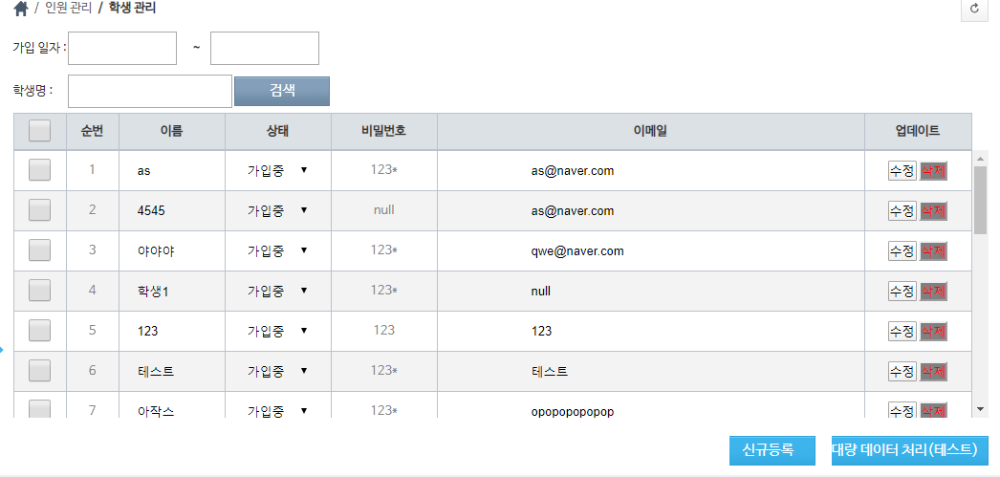 / 인원 관리 / 학생 관리
가입 일자 : ~
학생명 : 검색
순번 이름 상태 비밀번호 이메일 업데이트
1 as 가입중 ▼ 123* as@naver.com 수정 삭제
2 4545 가입중 ▼ null as@naver.com 수정 삭제
3 야야야 가입중 ▼ 123* qwe@naver.com 수정 삭제
4 학생1 가입중 ▼ 123* null 수정 삭제
5 123 가입중 ▼ 123 123 수정 삭제
6 테스트 가입중 ▼ 123* 테스트 수정 삭제
7 아작스 가입중 ▼ 123* opopopopopop 수정 삭제
신규등록 대량 데이터 처리(테스트)